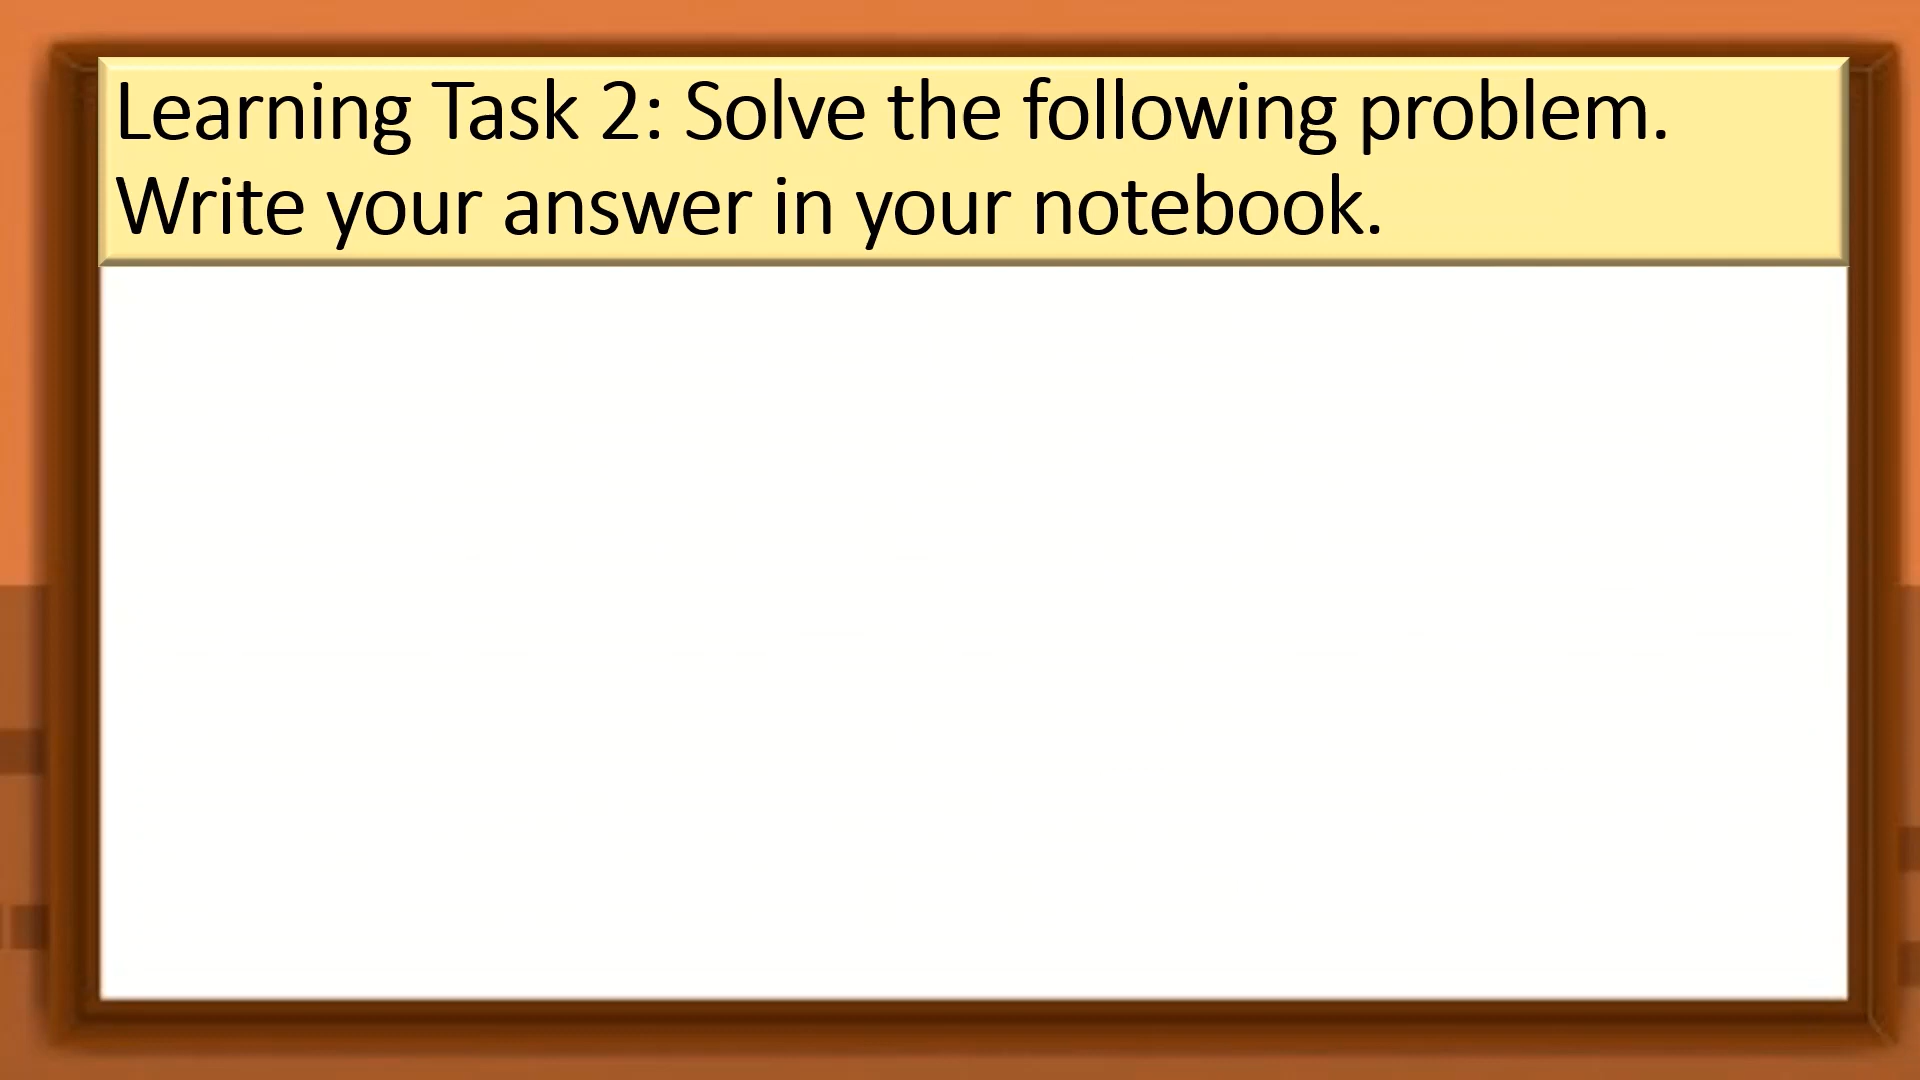 Learning Task 2: Solve the following problem.
Write your answer in your notebook.